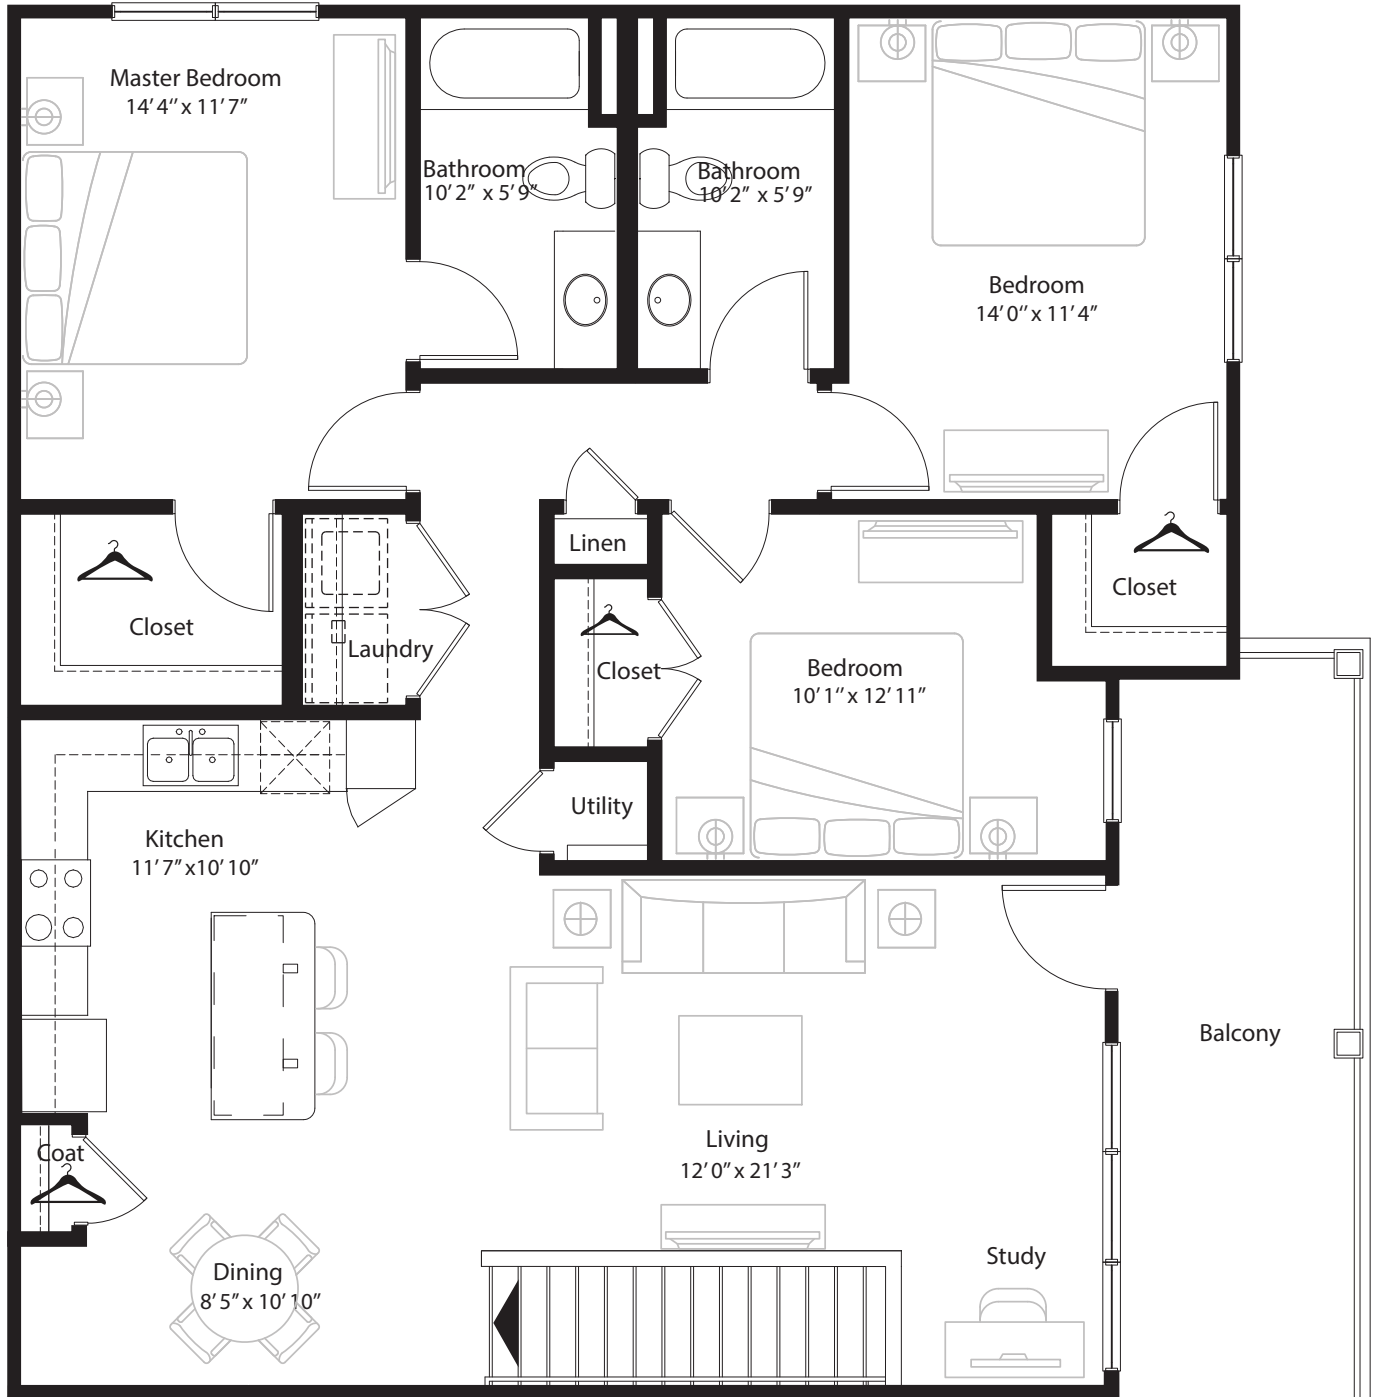 Master Bedroom
14’4” x 11’7”
Bathroom
10’2” x 5’9”
Bathroom
10’2” x 5’9”
Bedroom
14’0” x 11’4”
Linen
Closet
Laundry
Closet
Bedroom
10’1” x 12’11”
Closet
Utility
Kitchen
11’7”x10’10”
Balcony
Coat
Living
12’0” x 21’3”
Dining
8’5” x 10’10”
Study